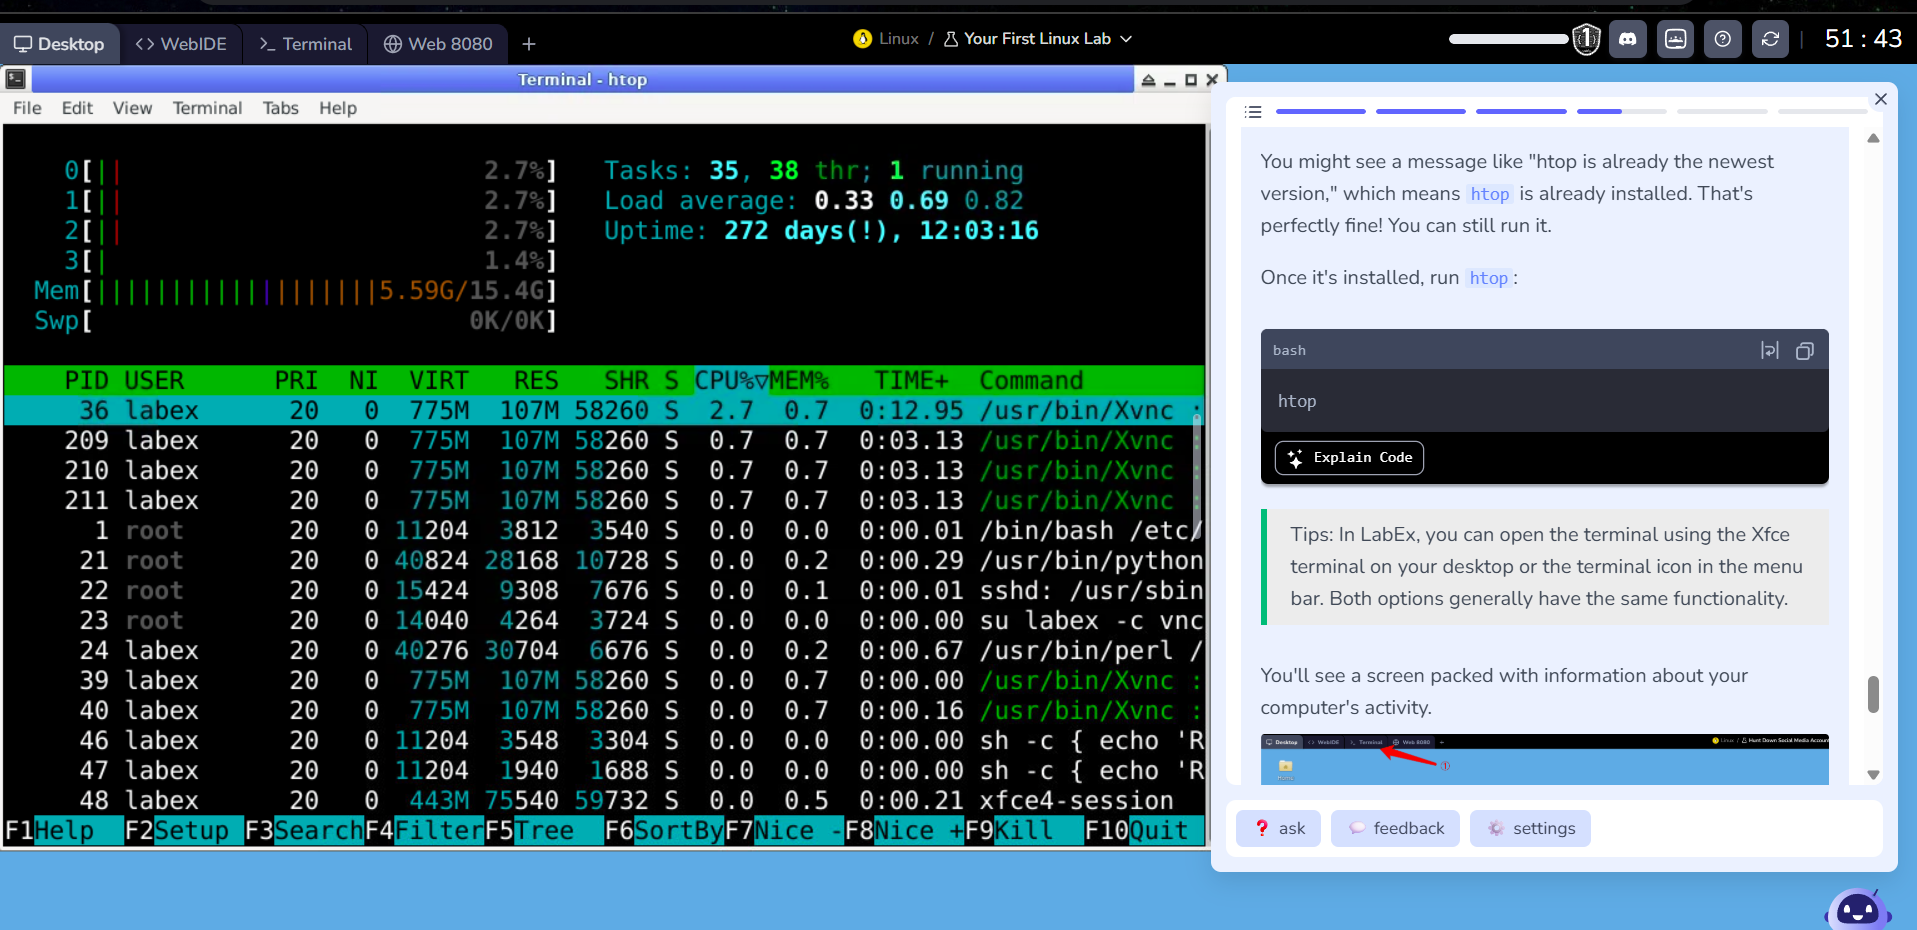 Desktop
WebIDE
Terminal
Web 8080
Linux / Your First Linux Lab
1
51 : 43
Terminal - htop
File Edit View Terminal Tabs Help
0[|| 2.7%] Tasks: 35, 38 thr; 1 running
1[|| 2.7%] Load average: 0.33 0.69 0.82
2[|| 2.7%] Uptime: 272 days(!), 12:03:16
3[| 1.4%]
Mem[|||||||||||||||||||5.59G/15.4G]
Swp[ 0K/0K]
PID USER PRI NI VIRT RES SHR S CPU%▽MEM% TIME+ Command
36 labex 20 0 775M 107M 58260 S 2.7 0.7 0:12.95 /usr/bin/Xvnc :
209 labex 20 0 775M 107M 58260 S 0.7 0.7 0:03.13 /usr/bin/Xvnc :
210 labex 20 0 775M 107M 58260 S 0.7 0.7 0:03.13 /usr/bin/Xvnc :
211 labex 20 0 775M 107M 58260 S 0.7 0.7 0:03.13 /usr/bin/Xvnc :
1 root 20 0 11204 3812 3540 S 0.0 0.0 0:00.01 /bin/bash /etc/
21 root 20 0 40824 28168 10728 S 0.0 0.2 0:00.29 /usr/bin/python
22 root 20 0 15424 9308 7676 S 0.0 0.1 0:00.01 sshd: /usr/sbin
23 root 20 0 14040 4264 3724 S 0.0 0.0 0:00.00 su labex -c vnc
24 labex 20 0 40276 30704 6676 S 0.0 0.2 0:00.67 /usr/bin/perl /
39 labex 20 0 775M 107M 58260 S 0.0 0.7 0:00.00 /usr/bin/Xvnc :
40 labex 20 0 775M 107M 58260 S 0.0 0.7 0:00.16 /usr/bin/Xvnc :
46 labex 20 0 11204 3548 3304 S 0.0 0.0 0:00.00 sh -c { echo 'R
47 labex 20 0 11204 1940 1688 S 0.0 0.0 0:00.00 sh -c { echo 'R
48 labex 20 0 443M 75540 59732 S 0.0 0.5 0:00.21 xfce4-session
F1Help F2Setup F3SearchF4FilterF5Tree F6SortByF7Nice -F8Nice +F9Kill F10Quit
You might see a message like "htop is already the newest
version," which means htop is already installed. That's
perfectly fine! You can still run it.
Once it's installed, run htop:
bash
htop
Explain Code
Tips: In LabEx, you can open the terminal using the Xfce
terminal on your desktop or the terminal icon in the menu
bar. Both options generally have the same functionality.
You'll see a screen packed with information about your
computer's activity.
Desktop WebIDE Terminal Web 8080 Linux / Hunt Down Social Media Accoun
①
ask
feedback
settings